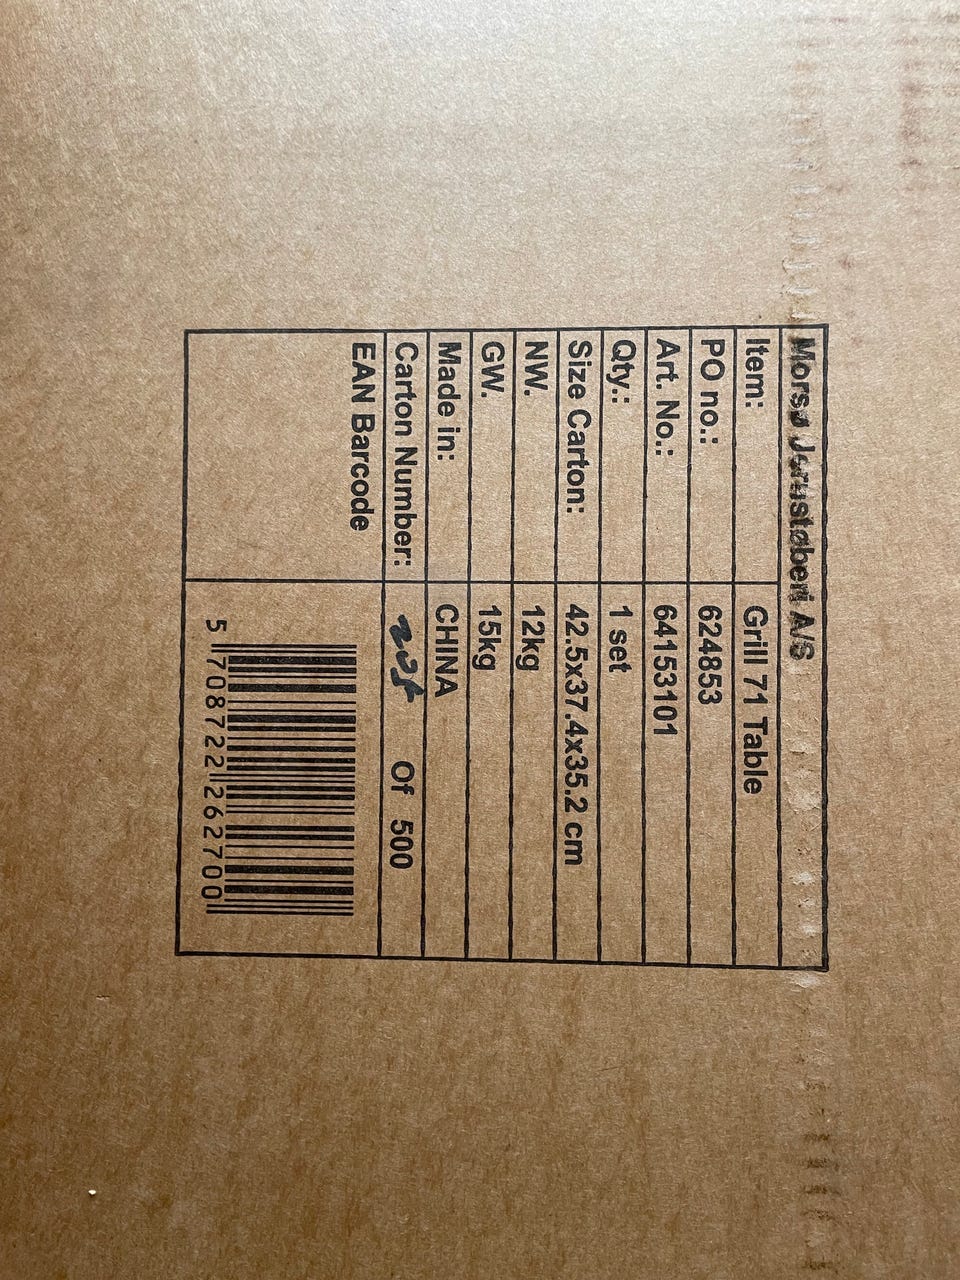 Morsø Jernstøberi A/S
Item: Grill 71 Table
PO no.: 624853
Art. No.: 64153101
Qty.: 1 set
Size Carton: 42.5x37.4x35.2 cm
NW. 12kg
GW. 15kg
Made in: CHINA
Carton Number: Of 500
EAN Barcode
5 708722 262700